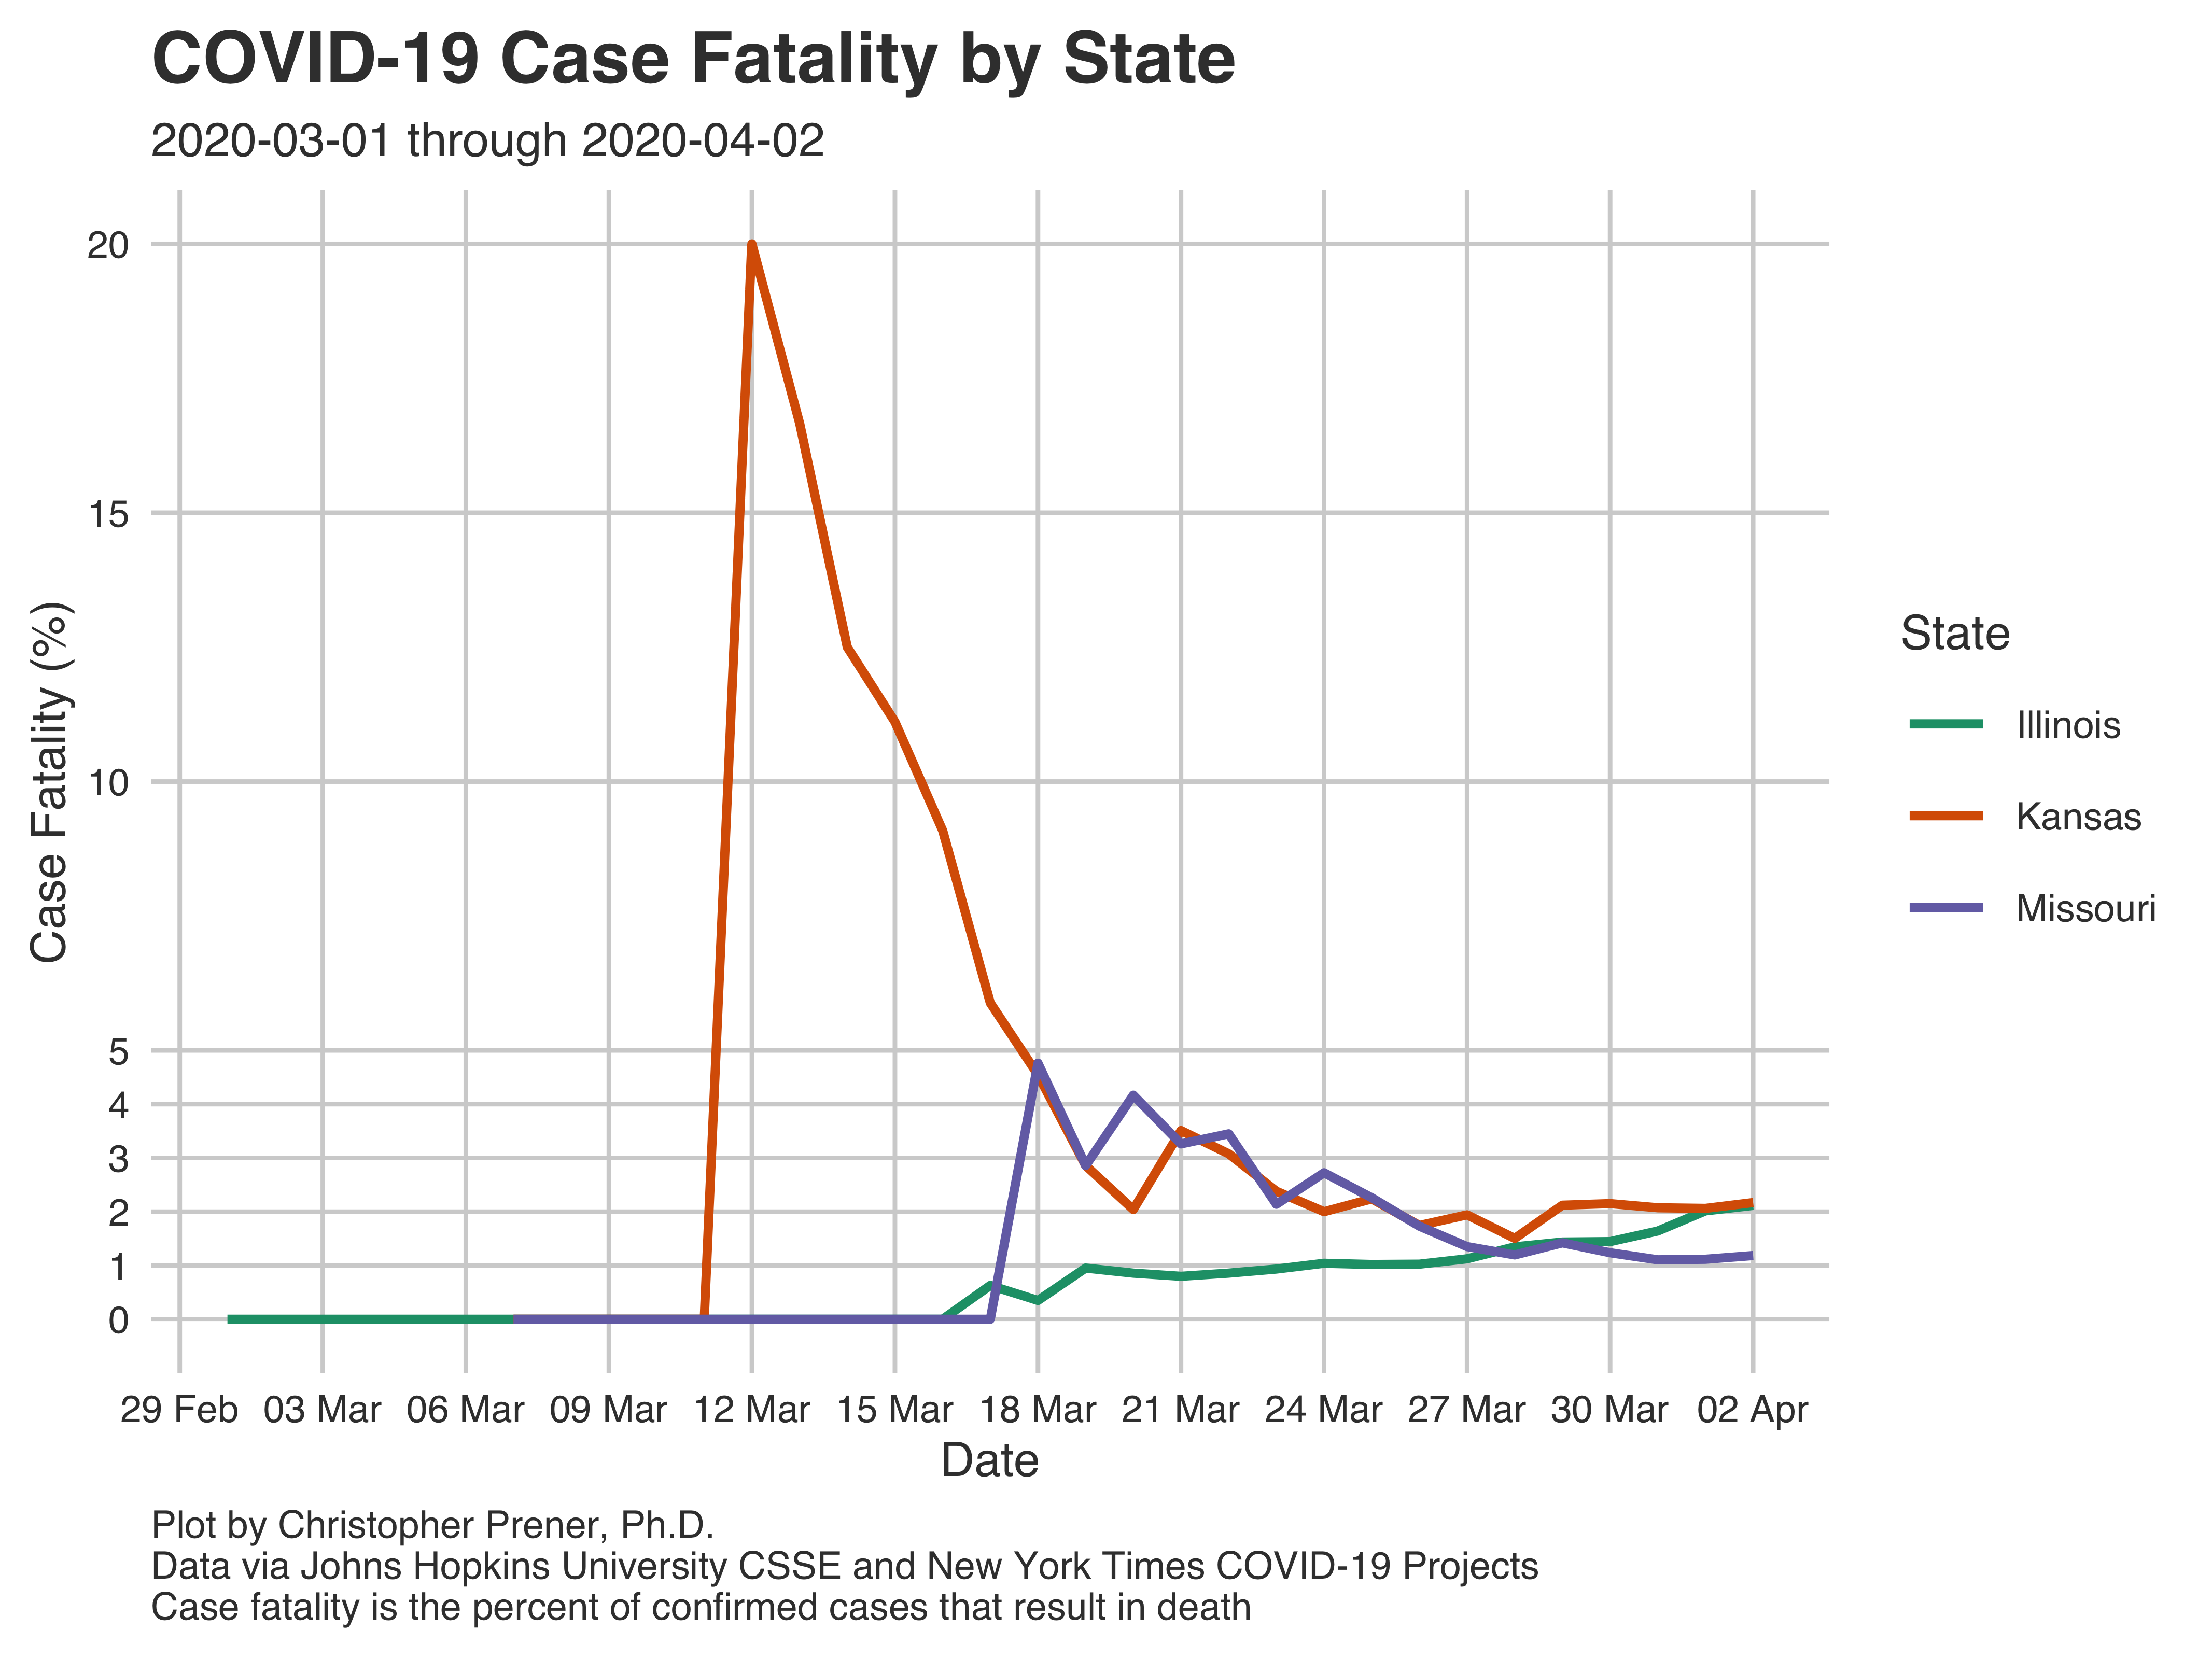 COVID-19 Case Fatality by State
2020-03-01 through 2020-04-02
Case Fatality (%)
20
15
10
5
4
3
2
1
0
29 Feb 03 Mar 06 Mar 09 Mar 12 Mar 15 Mar 18 Mar 21 Mar 24 Mar 27 Mar 30 Mar 02 Apr
Date
State
Illinois
Kansas
Missouri
Plot by Christopher Prener, Ph.D.
Data via Johns Hopkins University CSSE and New York Times COVID-19 Projects
Case fatality is the percent of confirmed cases that result in death